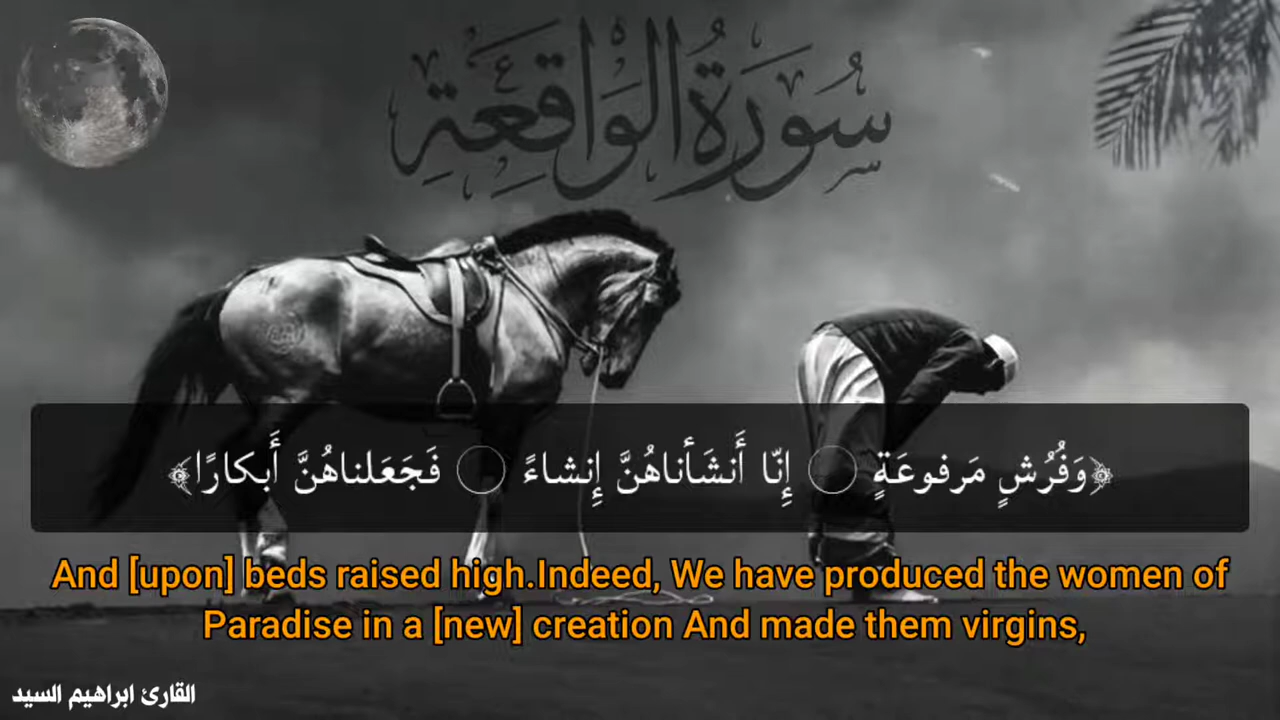 سُورَةُ الوَاقِعَةِ
﴿وَفُرُشٍ مَرفوعَةٍ ۝ إِنّا أَنشَأناهُنَّ إِنشاءً ۝ فَجَعَلناهُنَّ أَبكارًا﴾
And [upon] beds raised high.Indeed, We have produced the women of
Paradise in a [new] creation And made them virgins,
القارئ ابراهيم السيد